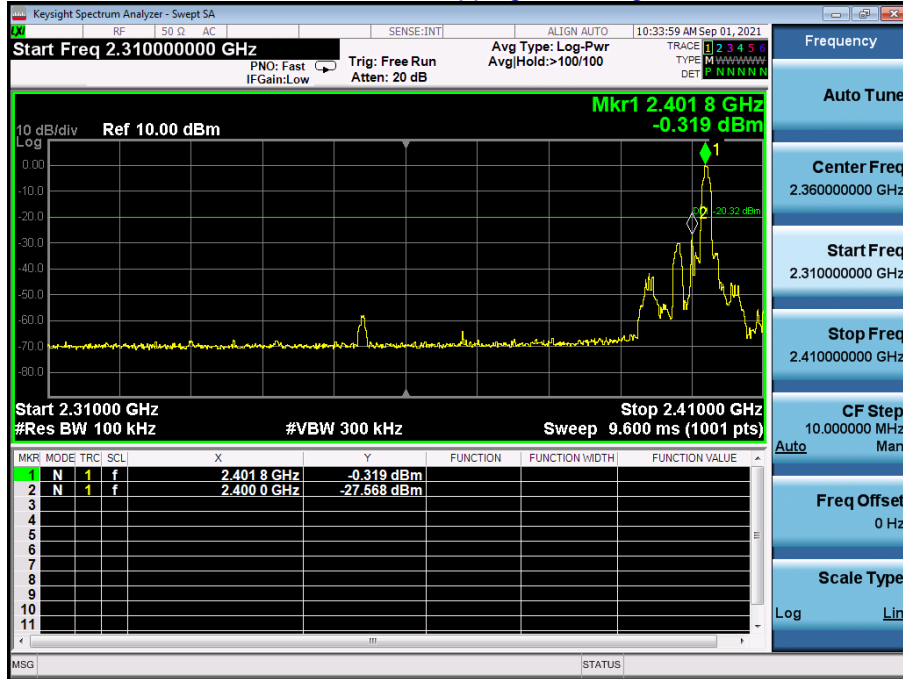 Keysight Spectrum Analyzer - Swept SA
LXI RF 50 Ω AC SENSE:INT ALIGN AUTO 10:33:59 AM Sep 01, 2021
Start Freq 2.310000000 GHz
PNO: Fast
IFGain:Low
Trig: Free Run
Atten: 20 dB
Avg Type: Log-Pwr
Avg|Hold:>100/100
TRACE 1 2 3 4 5 6
TYPE M WWWWW
DET P N N N N N
Mkr1 2.401 8 GHz
-0.319 dBm
10 dB/div Ref 10.00 dBm
Log
1
0.00
-10.0
2 -20.32 dBm
-20.0
-30.0
-40.0
-50.0
-60.0
-70.0
-80.0
Start 2.31000 GHz Stop 2.41000 GHz
#Res BW 100 kHz #VBW 300 kHz Sweep 9.600 ms (1001 pts)
MKR MODE TRC SCL X Y FUNCTION FUNCTION WIDTH FUNCTION VALUE
1 N 1 f 2.401 8 GHz -0.319 dBm
2 N 1 f 2.400 0 GHz -27.568 dBm
3
4
5
6
7
8
9
10
11
MSG STATUS
Frequency
Auto Tune
Center Freq
2.360000000 GHz
Start Freq
2.310000000 GHz
Stop Freq
2.410000000 GHz
CF Step
10.000000 MHz
Auto Man
Freq Offset
0 Hz
Scale Type
Log Lin